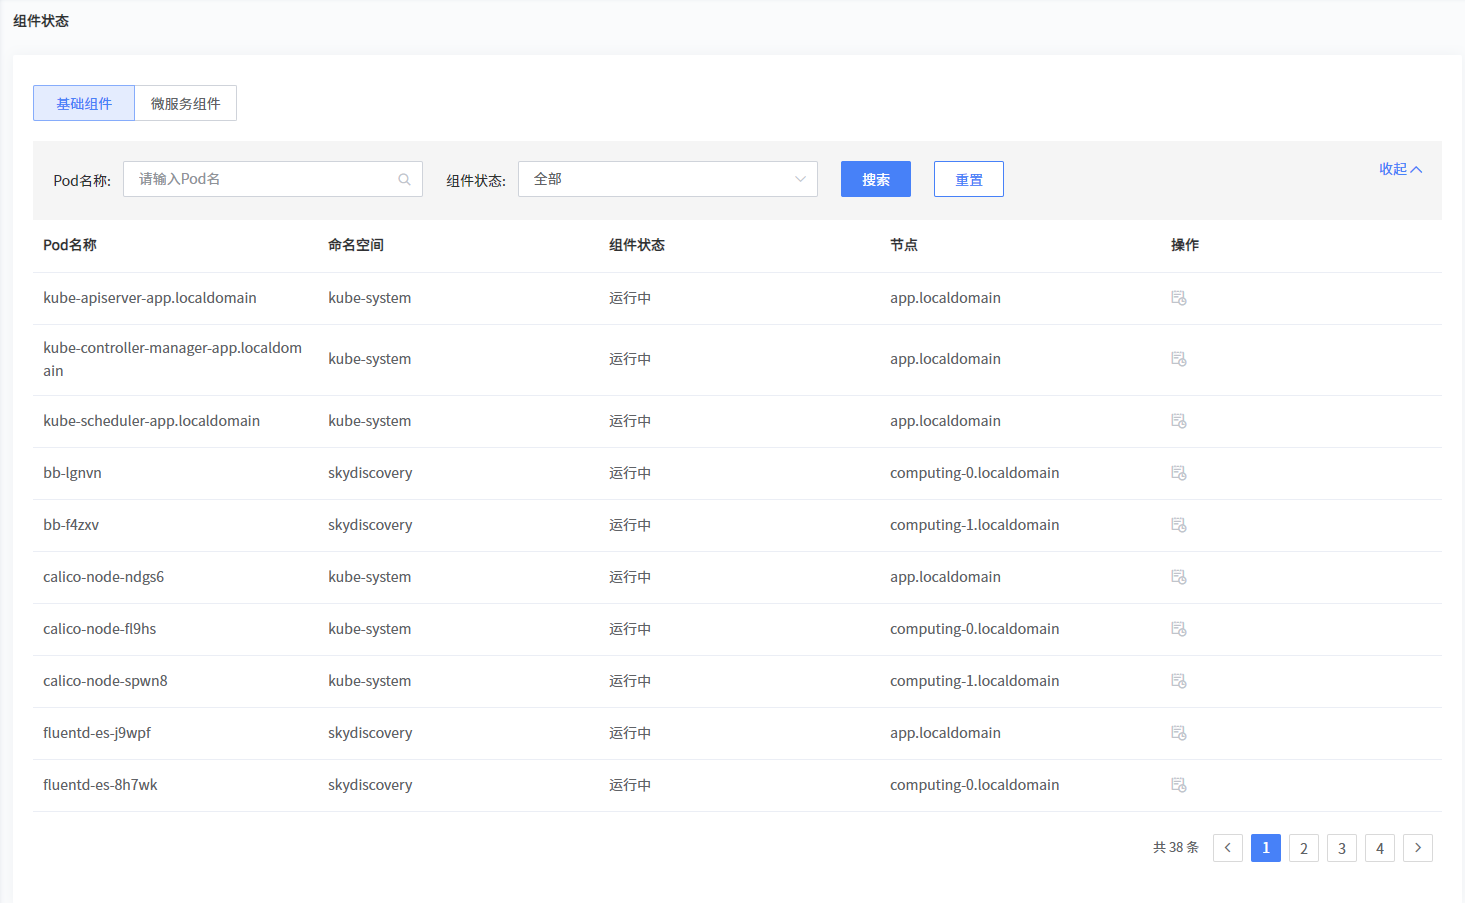 组件状态
基础组件 微服务组件
Pod名称: 请输入Pod名 组件状态: 全部 搜索 重置 收起
Pod名称 命名空间 组件状态 节点 操作
kube-apiserver-app.localdomain kube-system 运行中 app.localdomain
kube-controller-manager-app.localdom
ain kube-system 运行中 app.localdomain
kube-scheduler-app.localdomain kube-system 运行中 app.localdomain
bb-lgnvn skydiscovery 运行中 computing-0.localdomain
bb-f4zxv skydiscovery 运行中 computing-1.localdomain
calico-node-ndgs6 kube-system 运行中 app.localdomain
calico-node-fl9hs kube-system 运行中 computing-0.localdomain
calico-node-spwn8 kube-system 运行中 computing-1.localdomain
fluentd-es-j9wpf skydiscovery 运行中 app.localdomain
fluentd-es-8h7wk skydiscovery 运行中 computing-0.localdomain
共 38 条 1 2 3 4